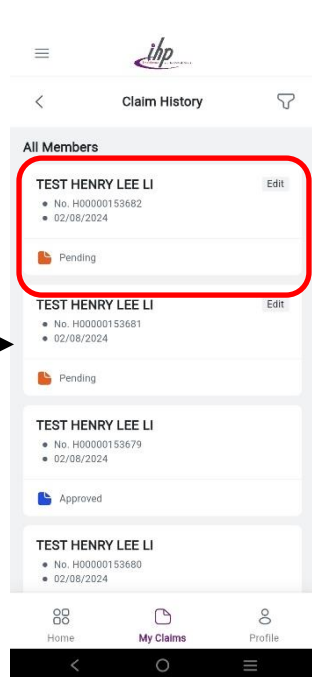 ihp
Claim History
All Members
TEST HENRY LEE LI
Edit
No. H00000153682
02/08/2024
Pending
TEST HENRY LEE LI
Edit
No. H00000153681
02/08/2024
Pending
TEST HENRY LEE LI
No. H00000153679
02/08/2024
Approved
TEST HENRY LEE LI
No. H00000153680
02/08/2024
Home
My Claims
Profile